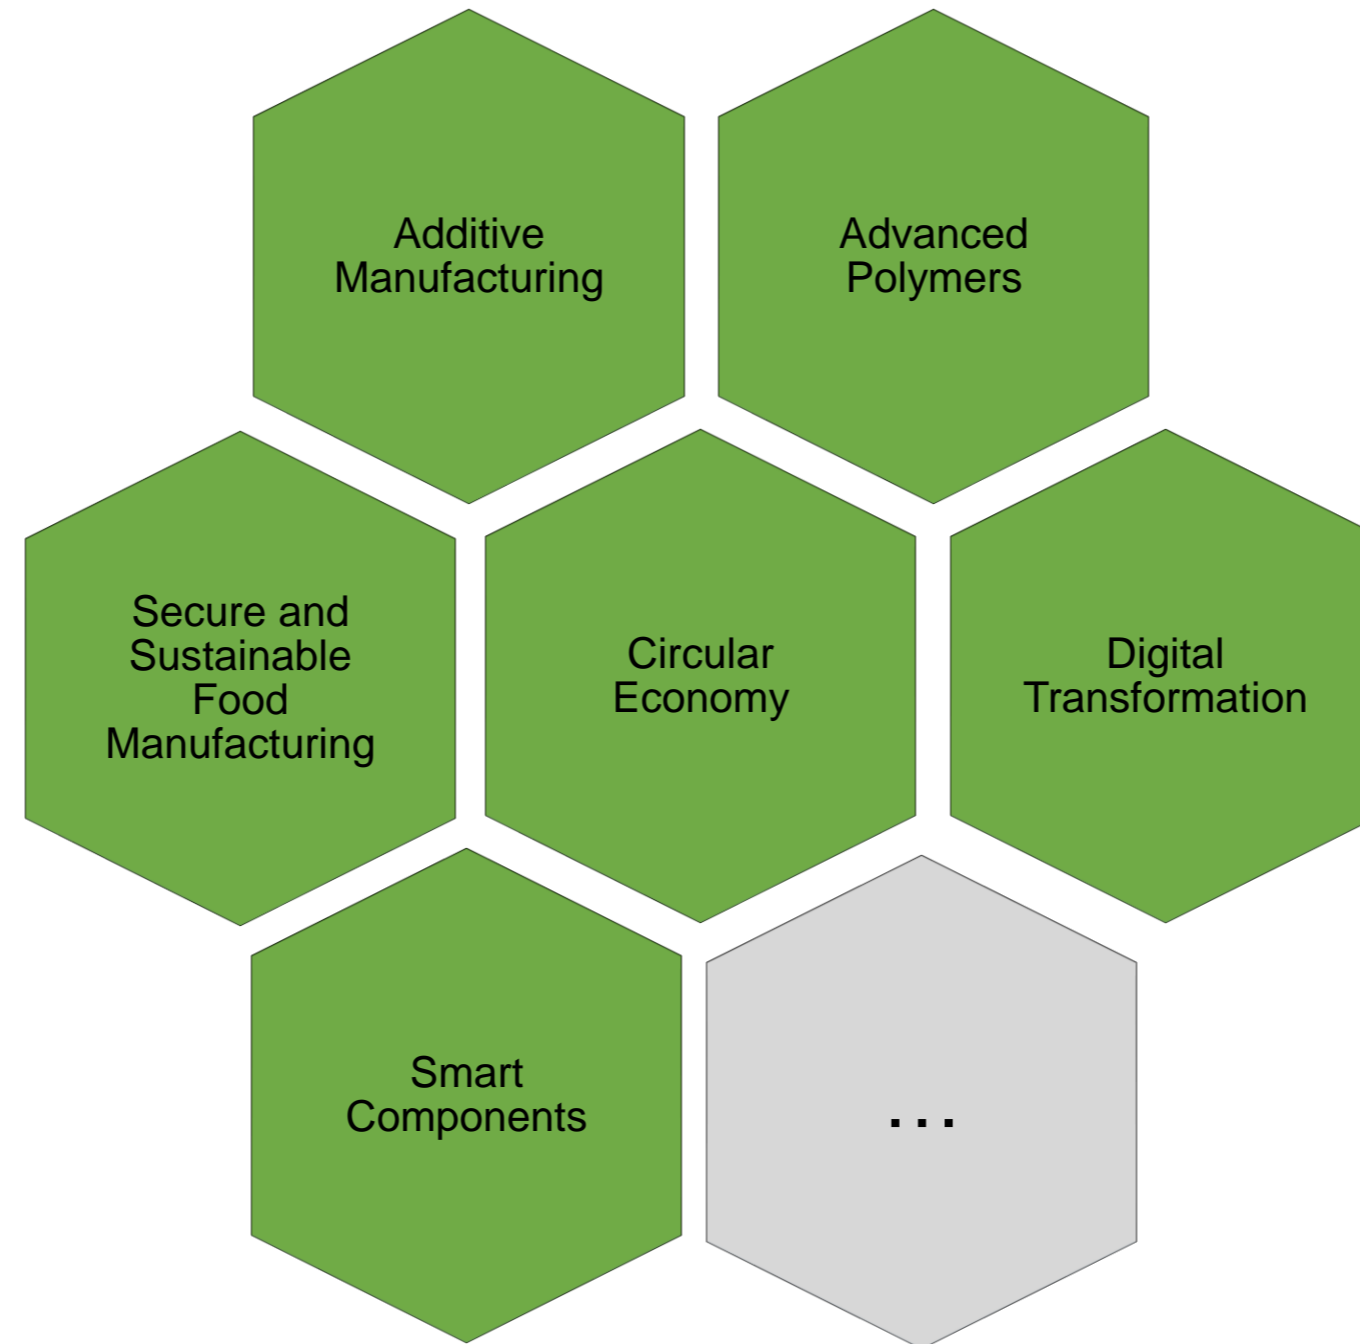 Additive
Manufacturing
Advanced
Polymers
Secure and
Sustainable
Food
Manufacturing
Circular
Economy
Digital
Transformation
Smart
Components
...